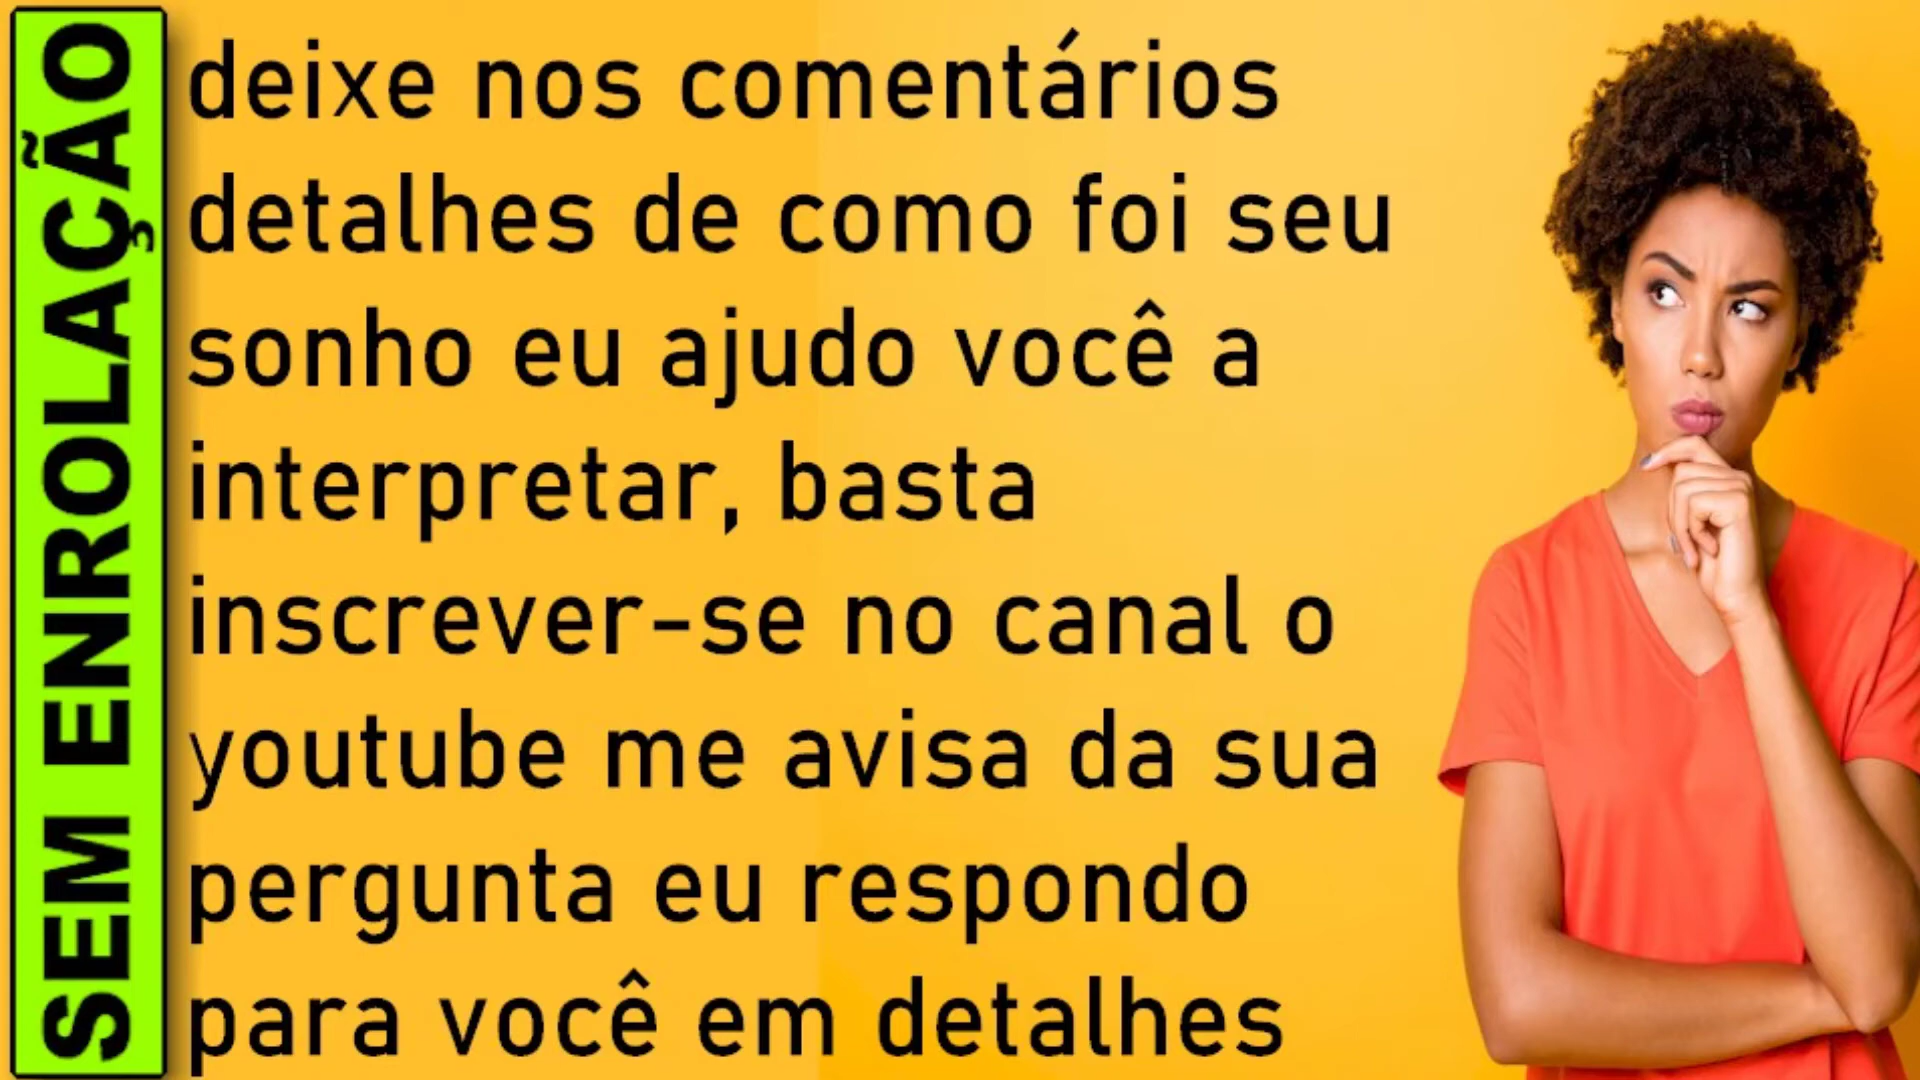 SEM ENROLAÇÃO
deixe nos comentários
detalhes de como foi seu
sonho eu ajudo você a
interpretar, basta
inscrever-se no canal o
youtube me avisa da sua
pergunta eu respondo
para você em detalhes